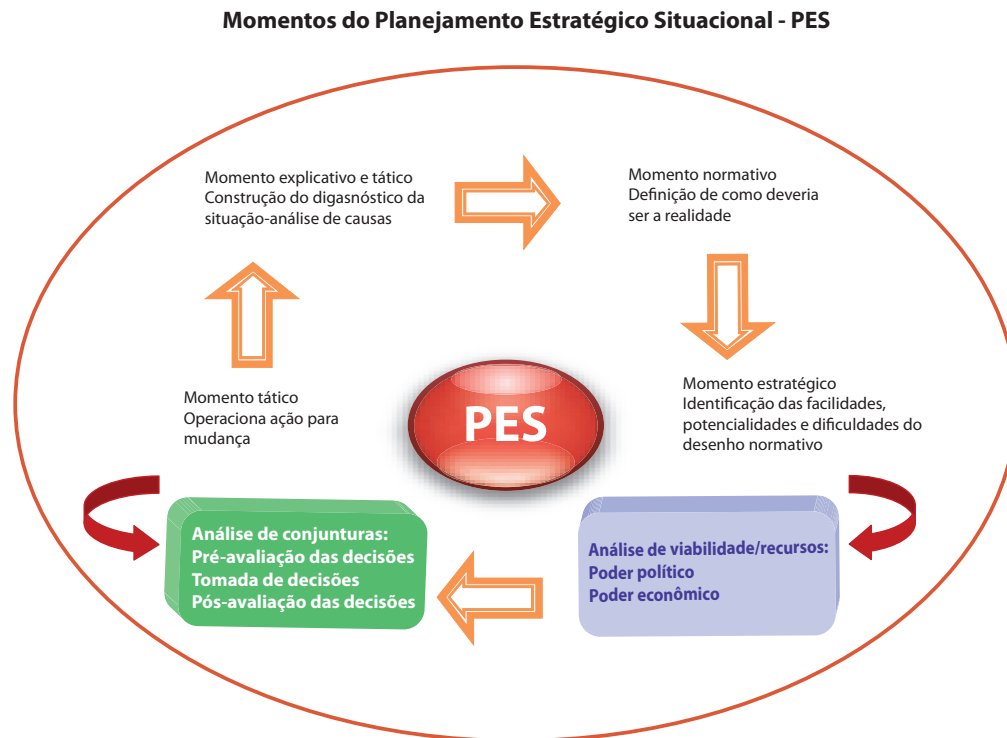 Momentos do Planejamento Estratégico Situacional - PES
Momento explicativo e tático
Construção do digasnóstico da
situação-análise de causas
Momento normativo
Definição de como deveria
ser a realidade
Momento tático
Operaciona ação para
mudança
PES
Momento estratégico
Identificação das facilidades,
potencialidades e dificuldades do
desenho normativo
Análise de conjunturas:
Pré-avaliação das decisões
Tomada de decisões
Pós-avaliação das decisões
Análise de viabilidade/recursos:
Poder político
Poder econômico